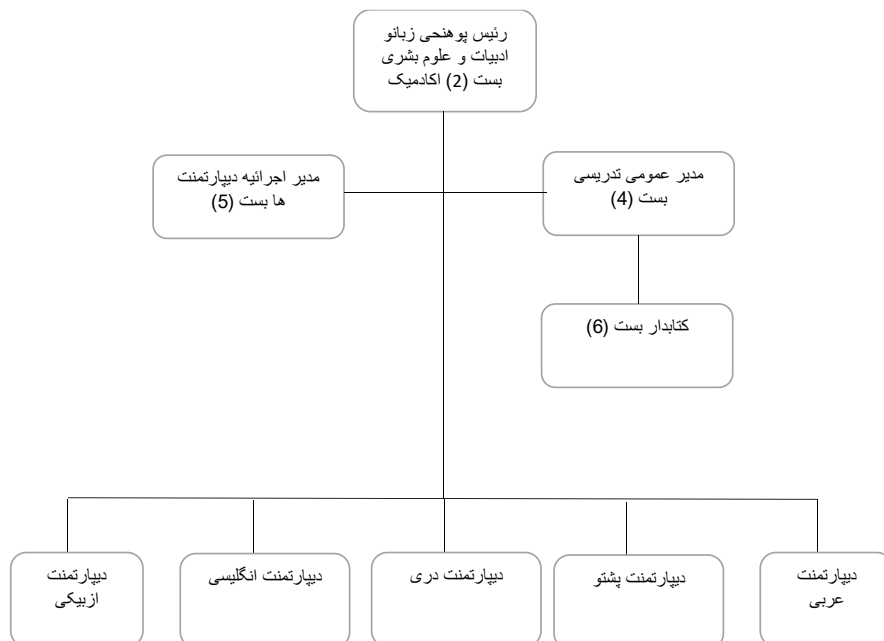 رئیس پوهنحی زبانو
ادبیات و علوم بشری
بست (2) اکادمیک
مدیر عمومی تدریسی
بست (4)
مدیر اجرائیه دیپارتمنت
ها بست (5)
کتابدار بست (6)
دیپارتمنت
عربی
دیپارتمنت پشتو
دیپارتمنت دری
دیپارتمنت انگلیسی
دیپارتمنت
ازبیکی